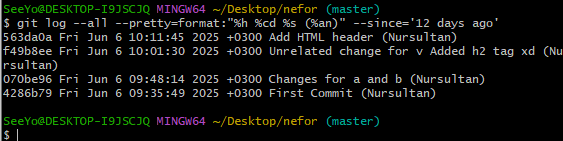 SeeYo@DESKTOP-I9JSCJQ MINGW64 ~/Desktop/nefor (master)
$ git log --all --pretty=format:"%h %cd %s (%an)" --since='12 days ago'
563da0a Fri Jun 6 10:11:45 2025 +0300 Add HTML header (Nursultan)
f49b8ee Fri Jun 6 10:01:30 2025 +0300 Unrelated change for v Added h2 tag xd (Nu
rsultan)
070be96 Fri Jun 6 09:48:14 2025 +0300 Changes for a and b (Nursultan)
4286b79 Fri Jun 6 09:35:49 2025 +0300 First Commit (Nursultan)
SeeYo@DESKTOP-I9JSCJQ MINGW64 ~/Desktop/nefor (master)
$